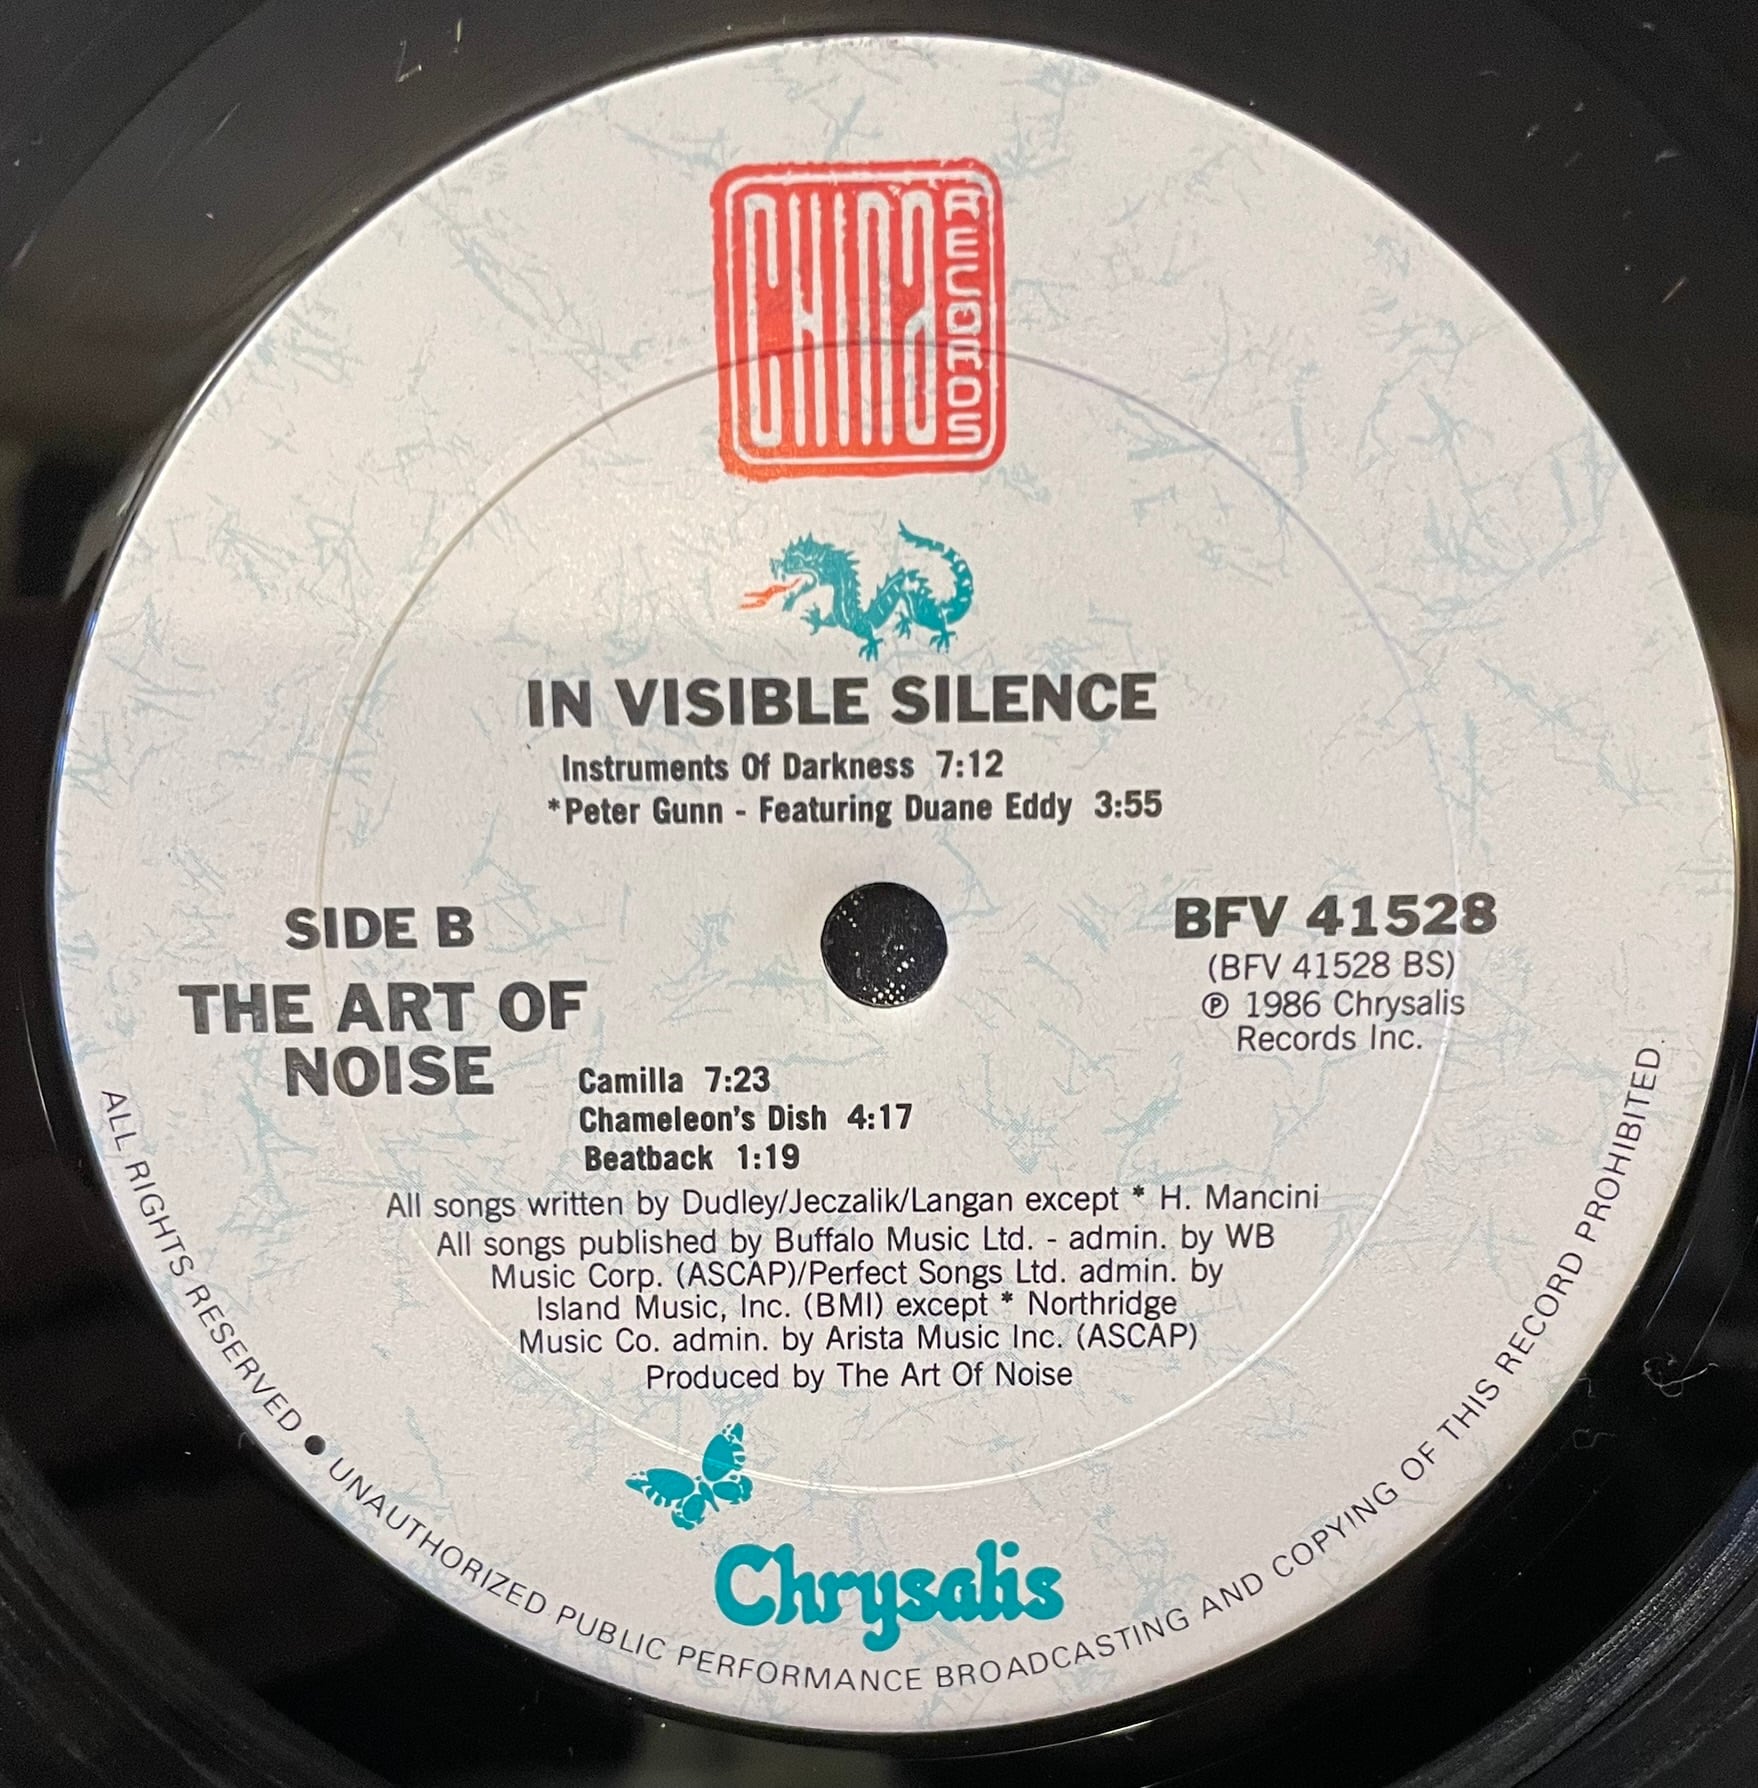 CHINA
RECORDS
IN VISIBLE SILENCE
Instruments Of Darkness 7:12
*Peter Gunn - Featuring Duane Eddy 3:55
SIDE B
THE ART OF
NOISE
BFV 41528
(BFV 41528 BS)
℗ 1986 Chrysalis
Records Inc.
Camilla 7:23
Chameleon's Dish 4:17
Beatback 1:19
All songs written by Dudley/Jeczalik/Langan except * H. Mancini
All songs published by Buffalo Music Ltd. - admin. by WB
Music Corp. (ASCAP)/Perfect Songs Ltd. admin. by
Island Music, Inc. (BMI) except * Northridge
Music Co. admin. by Arista Music Inc. (ASCAP)
Produced by The Art Of Noise
Chrysalis
ALL RIGHTS RESERVED ● UNAUTHORIZED PUBLIC PERFORMANCE BROADCASTING AND COPYING OF THIS RECORD PROHIBITED.